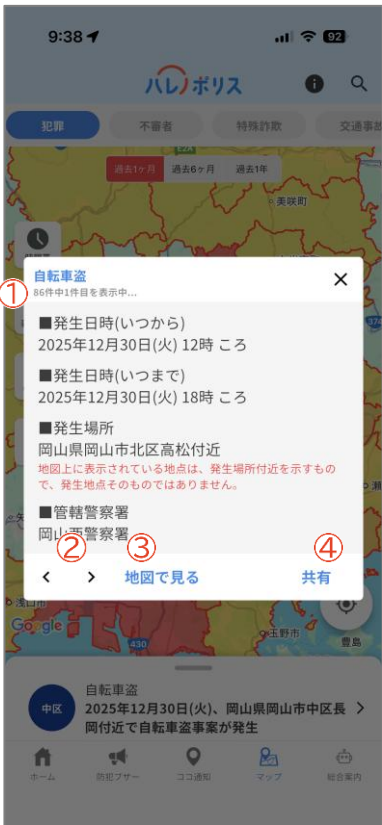 9:38
92
ハレノポリス
犯罪
不審者
特殊詐欺
交通事故
過去1ヶ月
過去6ヶ月
過去1年
美咲町
①
自転車盗
86件中1件目を表示中...
■発生日時(いつから)
2025年12月30日(火) 12時 ころ
■発生日時(いつまで)
2025年12月30日(火) 18時 ころ
■発生場所
岡山県岡山市北区高松付近
地図上に表示されている地点は、発生場所付近を示すもの
で、発生地点そのものではありません。
■管轄警察署
岡山西警察署
② ③ ④
< > 地図で見る 共有
浅口市
Google
430
玉野市
豊島
中区
自転車盗
2025年12月30日(火)、岡山県岡山市中区長
岡付近で自転車盗事案が発生
ホーム
防犯ブザー
ココ通知
マップ
総合案内